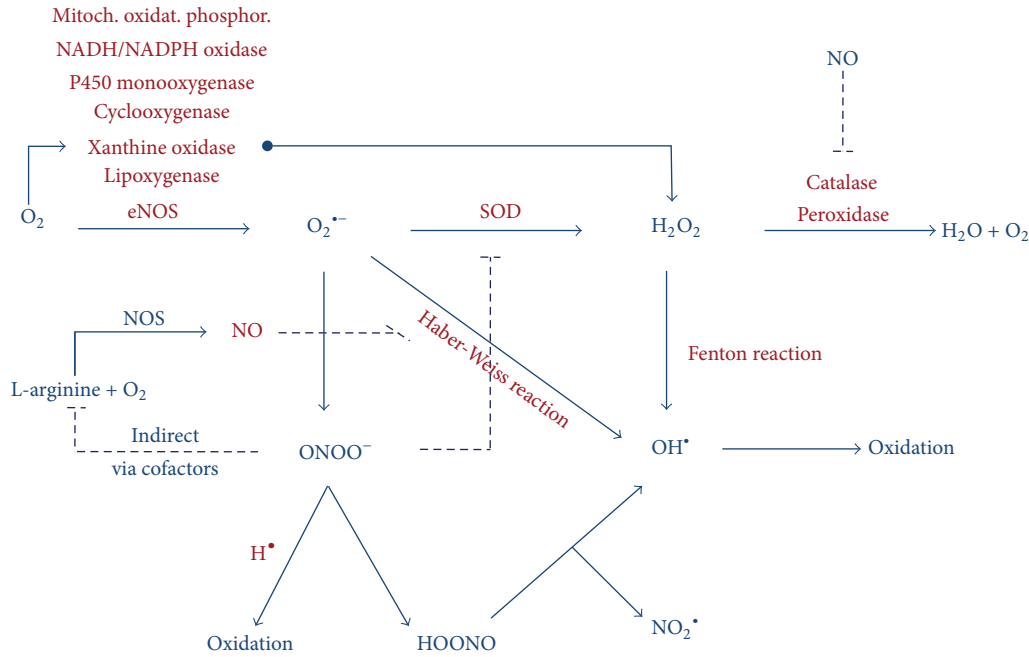 Mitoch. oxidat. phosphor.
NADH/NADPH oxidase
P450 monooxygenase
Cyclooxygenase
Xanthine oxidase
Lipoxygenase
NO
Catalase
Peroxidase
O₂
eNOS
O₂•−
SOD
H₂O₂
H₂O + O₂
NOS
NO
Haber-Weiss reaction
Fenton reaction
L-arginine + O₂
Indirect
via cofactors
ONOO−
OH•
Oxidation
H•
Oxidation
HOONO
NO₂•